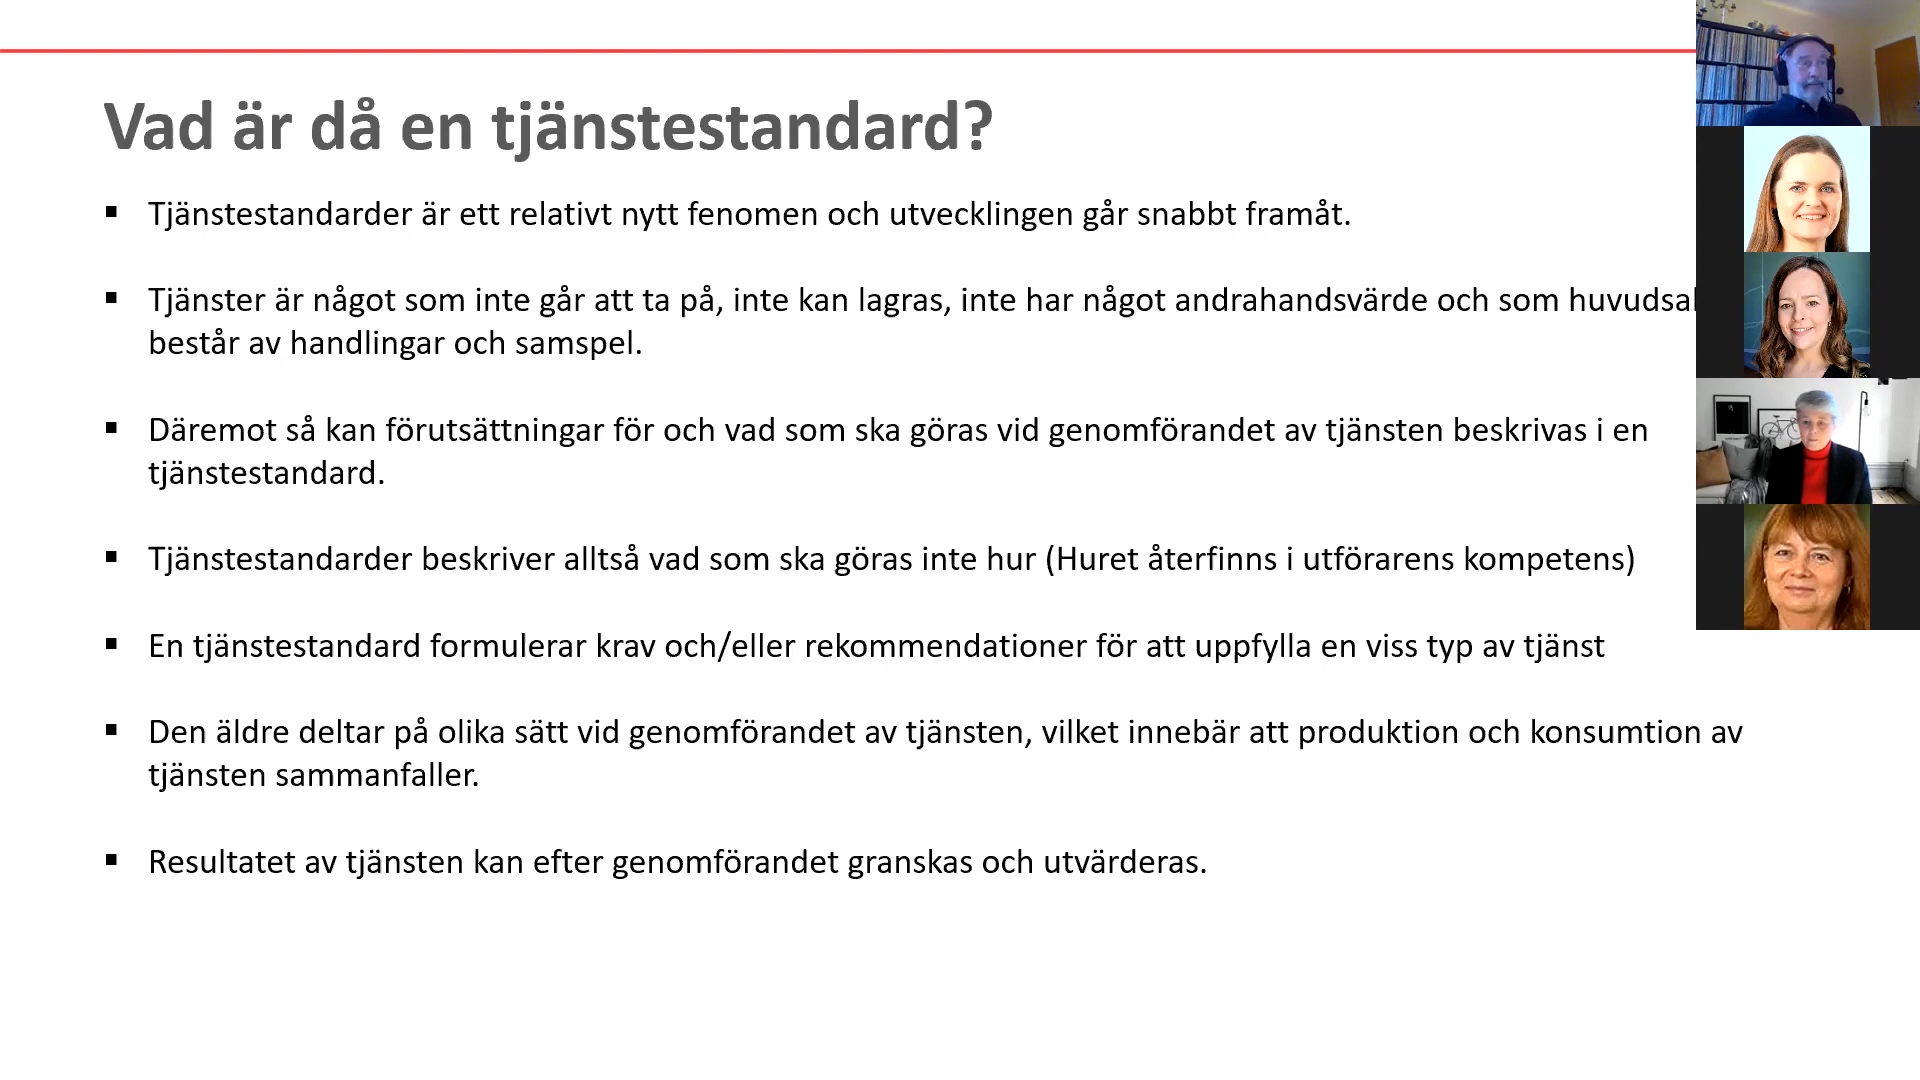 Vad är då en tjänstestandard?
▪ Tjänstestandarder är ett relativt nytt fenomen och utvecklingen går snabbt framåt.
▪ Tjänster är något som inte går att ta på, inte kan lagras, inte har något andrahandsvärde och som
består av handlingar och samspel.
▪ Däremot så kan förutsättningar för och vad som ska göras vid genomförandet av tjänsten beskrivas i en
tjänstestandard.
▪ Tjänstestandarder beskriver alltså vad som ska göras inte hur (Huret återfinns i utförarens kompetens)
▪ En tjänstestandard formulerar krav och/eller rekommendationer för att uppfylla en viss typ av tjänst
▪ Den äldre deltar på olika sätt vid genomförandet av tjänsten, vilket innebär att produktion och konsumtion av
tjänsten sammanfaller.
▪ Resultatet av tjänsten kan efter genomförandet granskas och utvärderas.